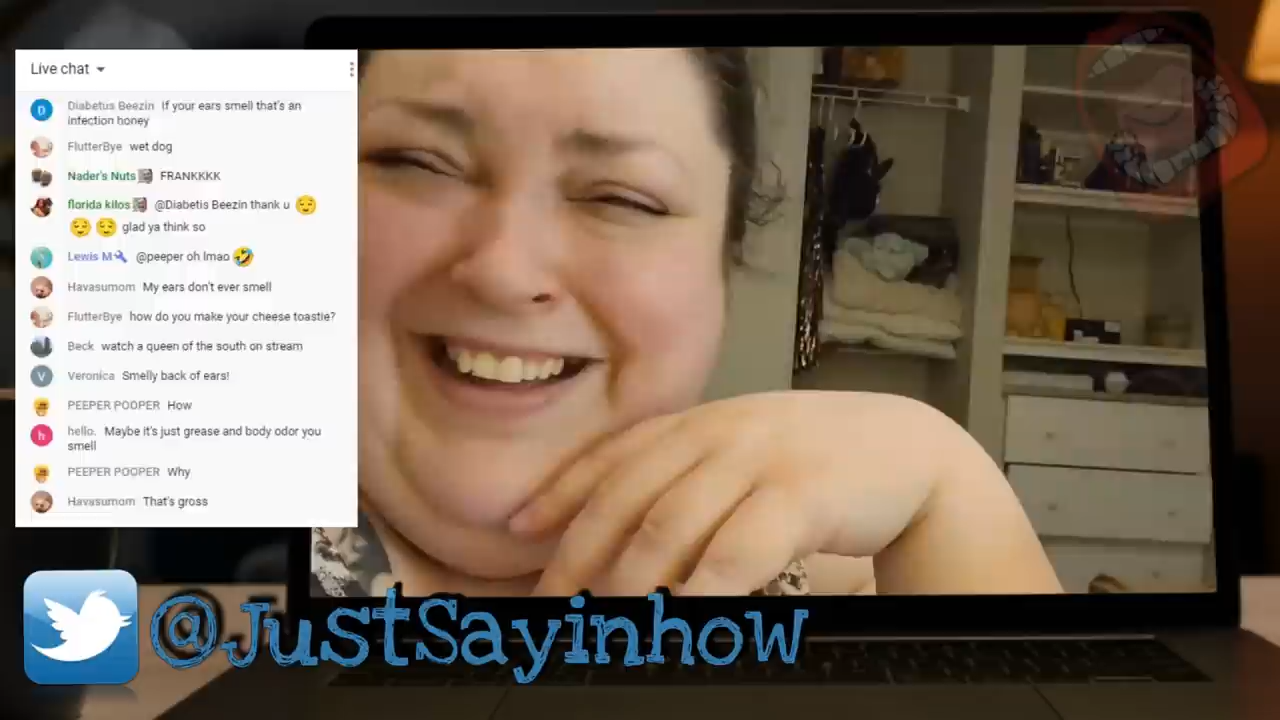 Live chat
Diabetus Beezin If your ears smell that's an
infection honey
FlutterBye wet dog
Nader's Nuts FRANKKKK
florida kilos @Diabetis Beezin thank u
glad ya think so
Lewis M @peeper oh lmao
Havasumom My ears don't ever smell
FlutterBye how do you make your cheese toastie?
Beck watch a queen of the south on stream
Veronica Smelly back of ears!
PEEPER POOPER How
hello. Maybe it's just grease and body odor you
smell
PEEPER POOPER Why
Havasumom That's gross
@JustSayinhow